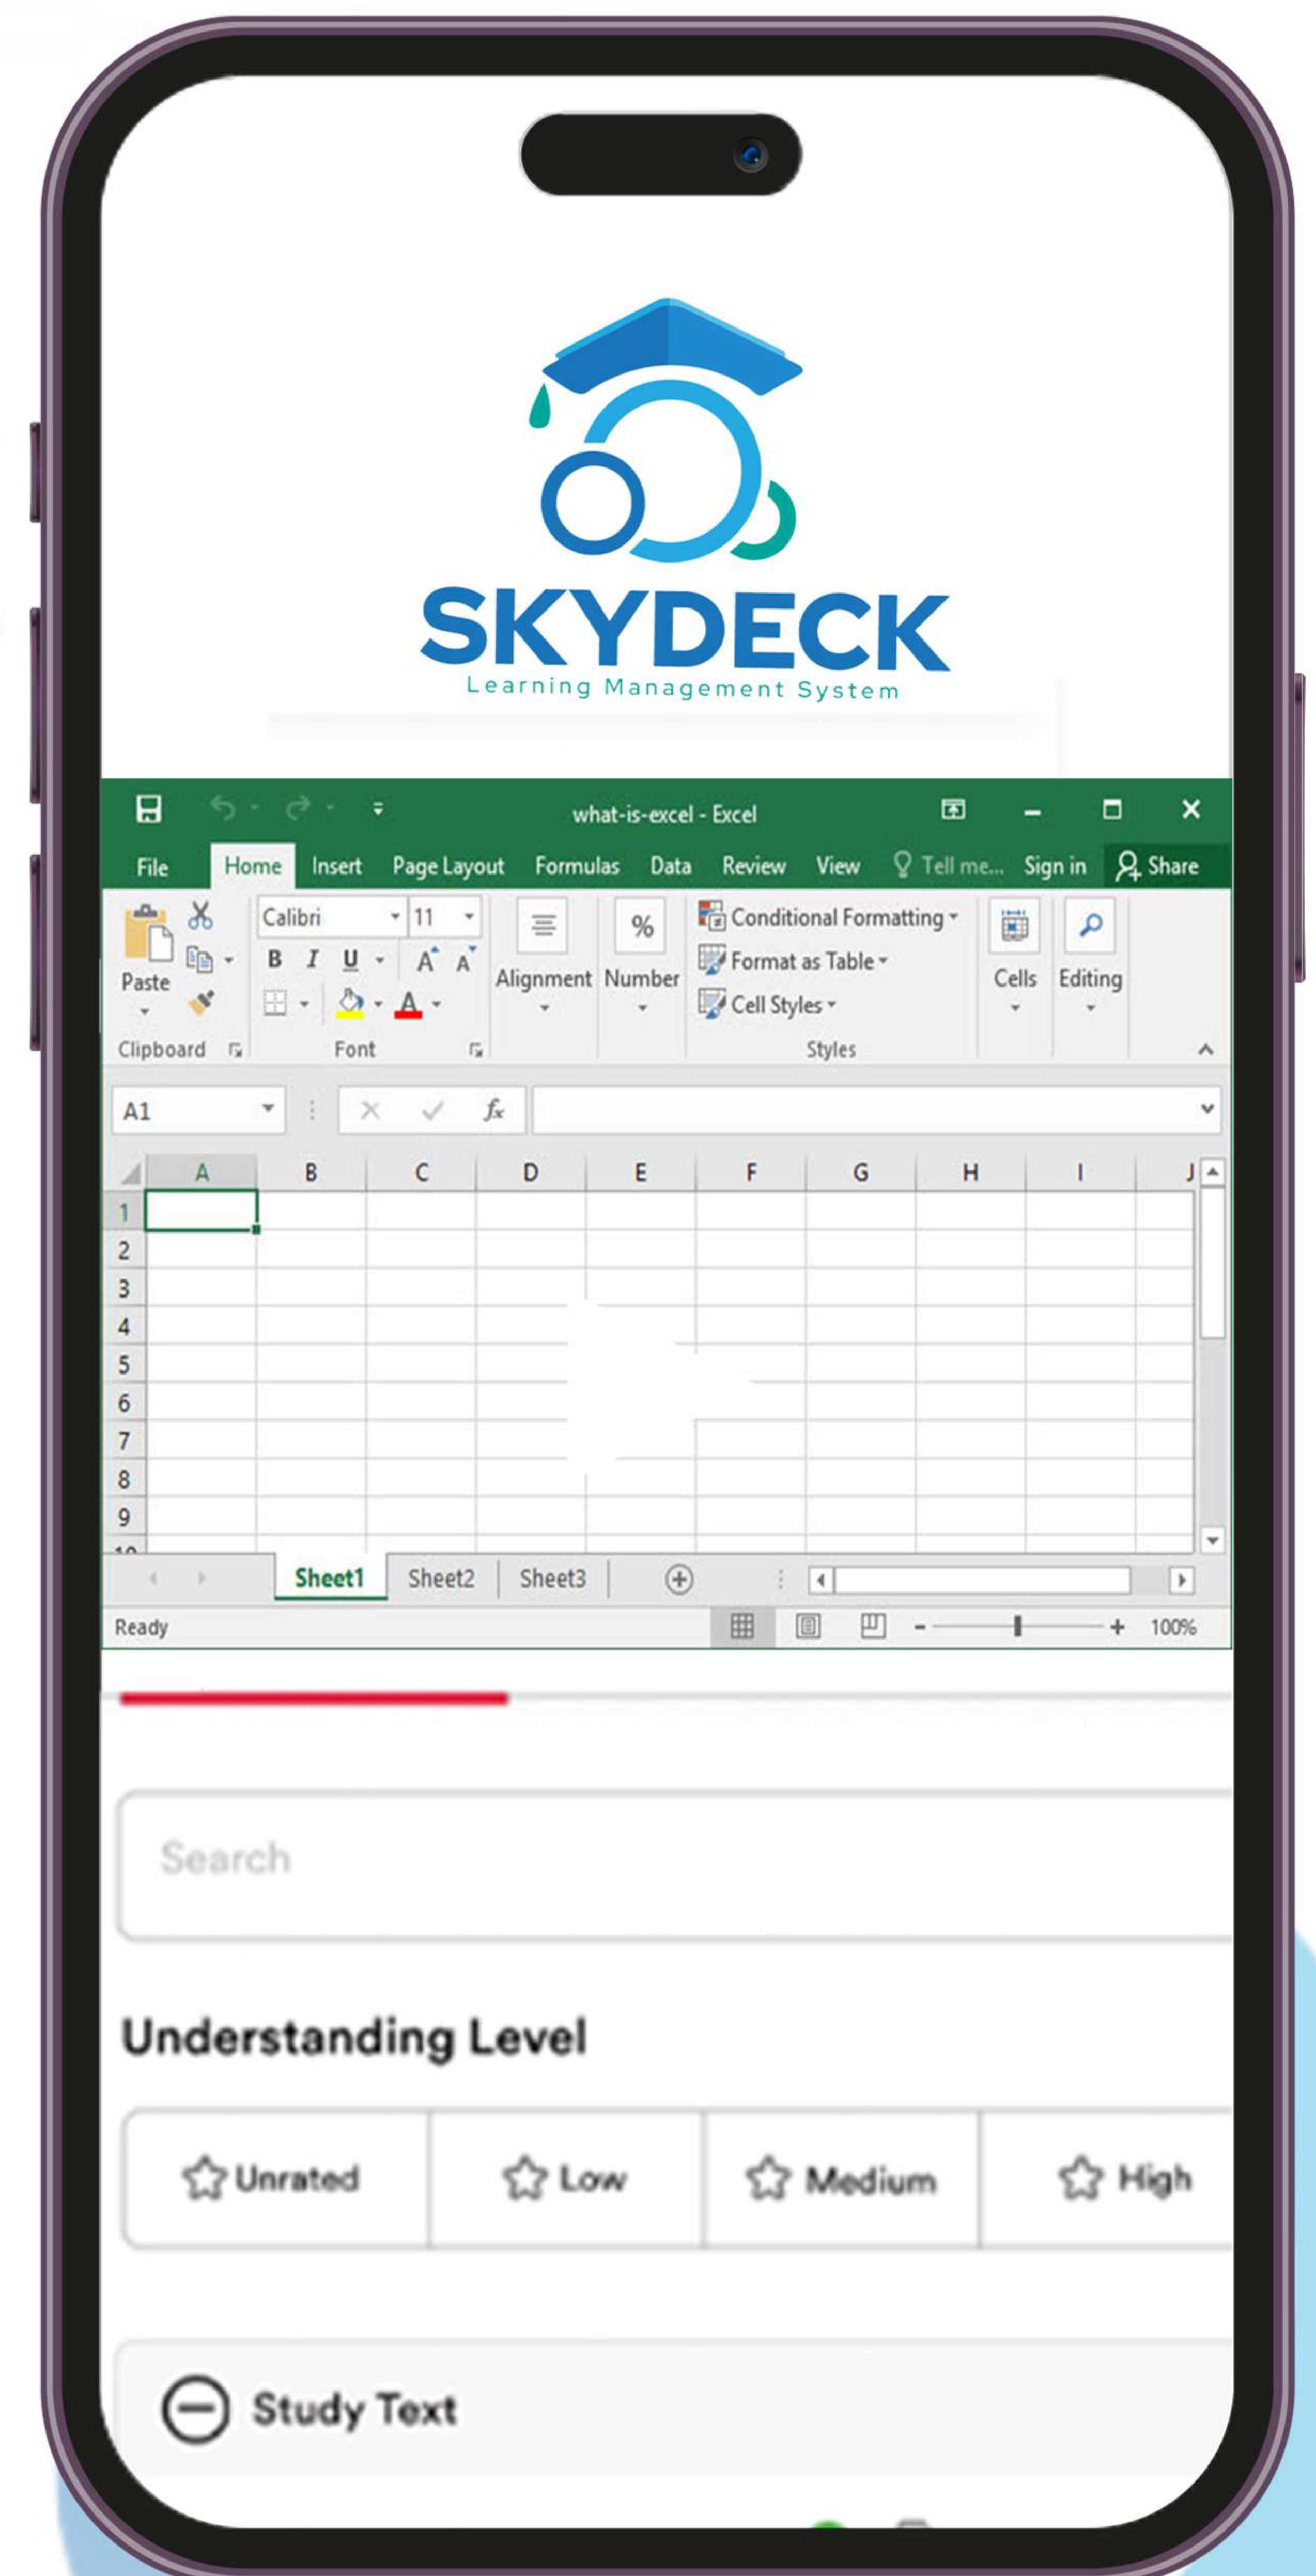 SKYDECK
Learning Management System
what-is-excel - Excel
File Home Insert Page Layout Formulas Data Review View Tell me... Sign in Share
Calibri 11 % Conditional Formatting
B I U A A Format as Table
Paste Alignment Number Cells Editing
A Cell Styles
Clipboard Font Styles
A1 fx
A B C D E F G H I J
1
2
3
4
5
6
7
8
9
Sheet1 Sheet2 Sheet3
Ready 100%
Search
Understanding Level
Unrated Low Medium High
Study Text